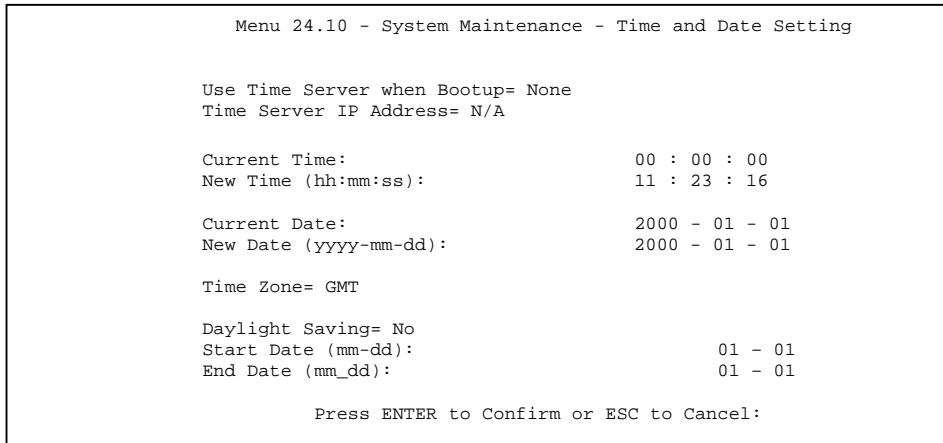 Menu 24.10 - System Maintenance - Time and Date Setting
Use Time Server when Bootup= None
Time Server IP Address= N/A
Current Time: 00 : 00 : 00
New Time (hh:mm:ss): 11 : 23 : 16
Current Date: 2000 - 01 - 01
New Date (yyyy-mm-dd): 2000 - 01 - 01
Time Zone= GMT
Daylight Saving= No
Start Date (mm-dd): 01 - 01
End Date (mm_dd): 01 - 01
Press ENTER to Confirm or ESC to Cancel: